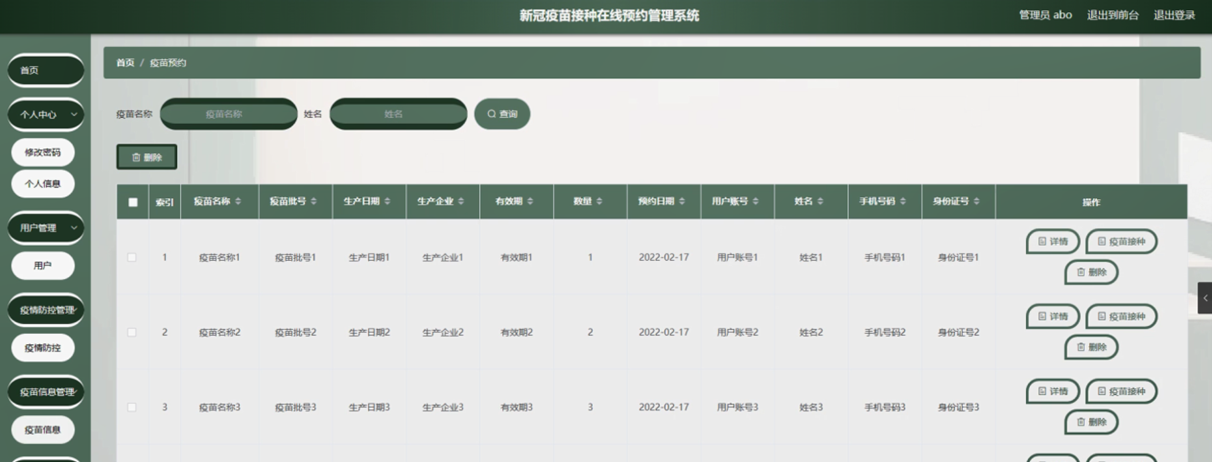 新冠疫苗接种在线预约管理系统
管理员 abo 退出到前台 退出登录
首页
个人中心
修改密码
个人信息
用户管理
用户
疫情防控管理
疫情防控
疫苗信息管理
疫苗信息
首页 / 疫苗预约
疫苗名称 疫苗名称 姓名 姓名 查询
删除
索引 疫苗名称 疫苗批号 生产日期 生产企业 有效期 数量 预约日期 用户账号 姓名 手机号码 身份证号 操作
1 疫苗名称1 疫苗批号1 生产日期1 生产企业1 有效期1 1 2022-02-17 用户账号1 姓名1 手机号码1 身份证号1 详情 疫苗接种
删除
2 疫苗名称2 疫苗批号2 生产日期2 生产企业2 有效期2 2 2022-02-17 用户账号2 姓名2 手机号码2 身份证号2 详情 疫苗接种
删除
3 疫苗名称3 疫苗批号3 生产日期3 生产企业3 有效期3 3 2022-02-17 用户账号3 姓名3 手机号码3 身份证号3 详情 疫苗接种
删除